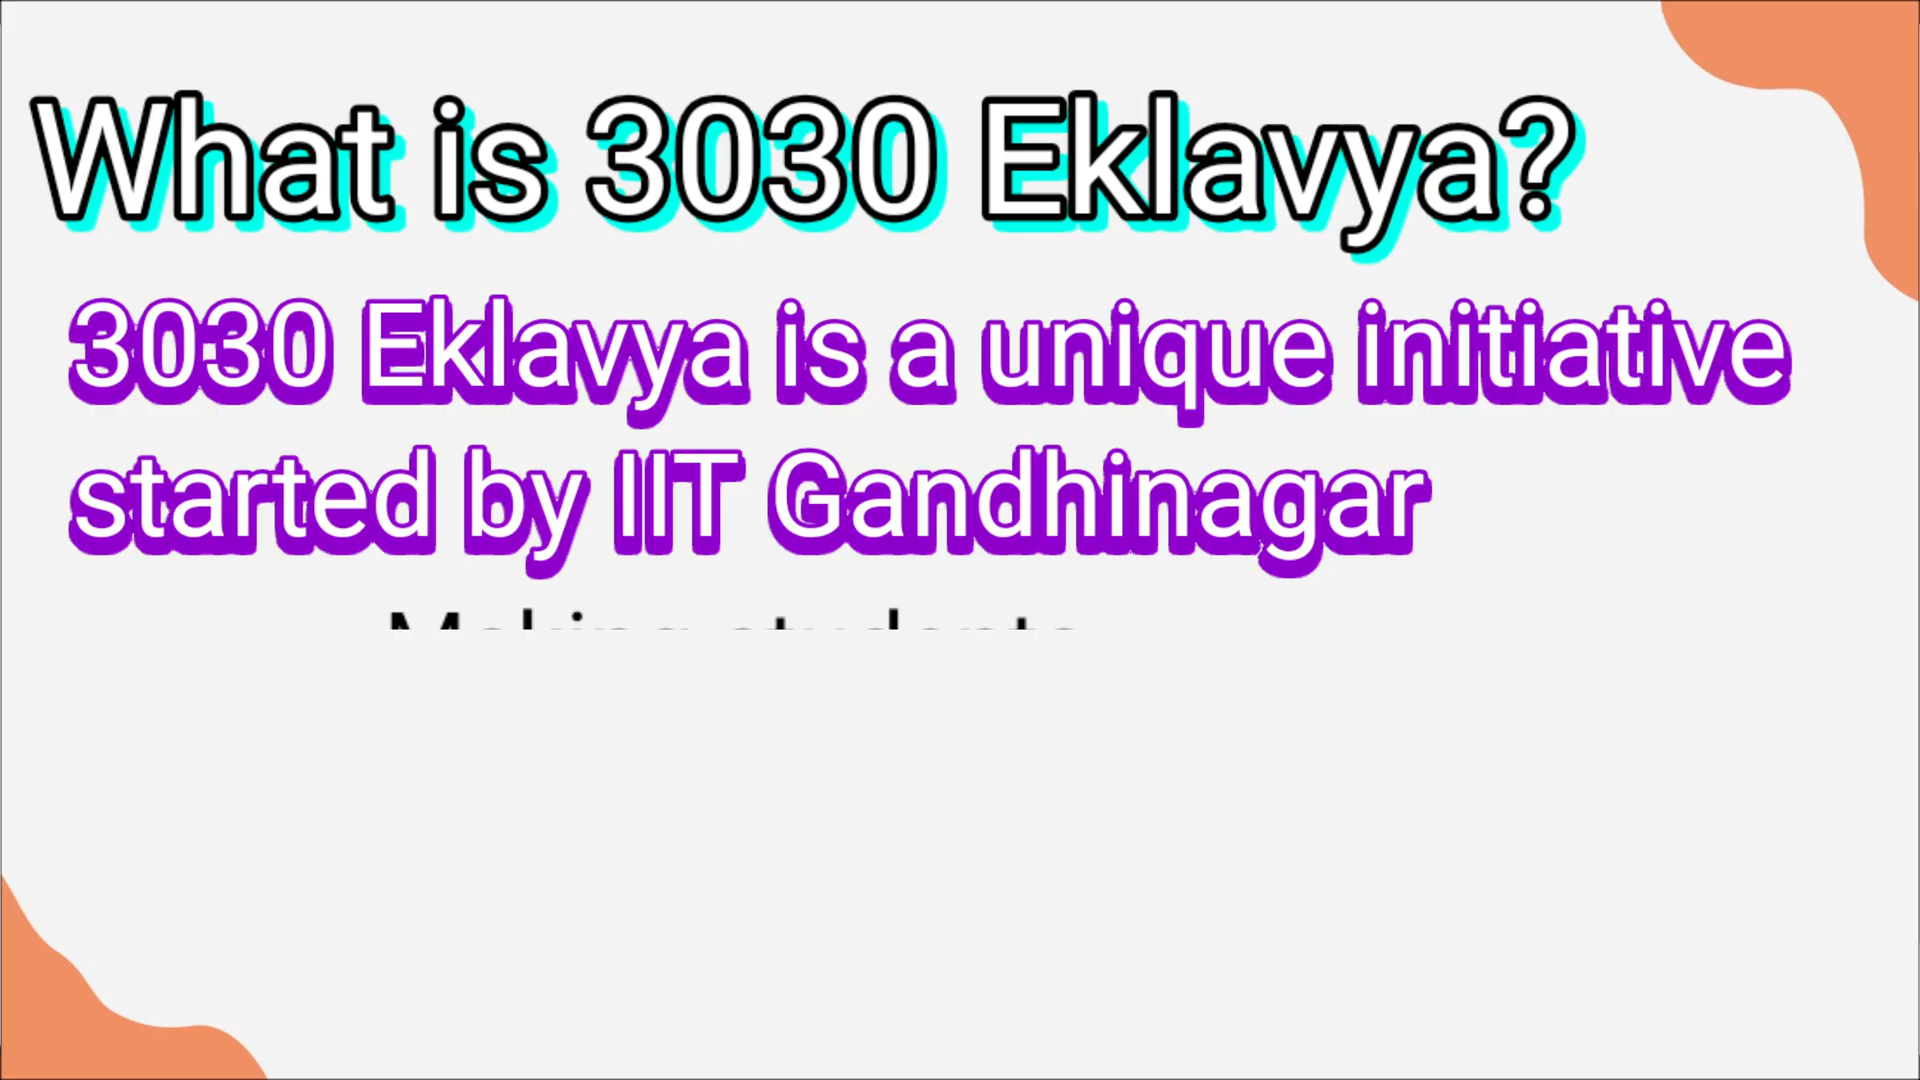 What is 3030 Eklavya?
3030 Eklavya is a unique initiative
started by IIT Gandhinagar